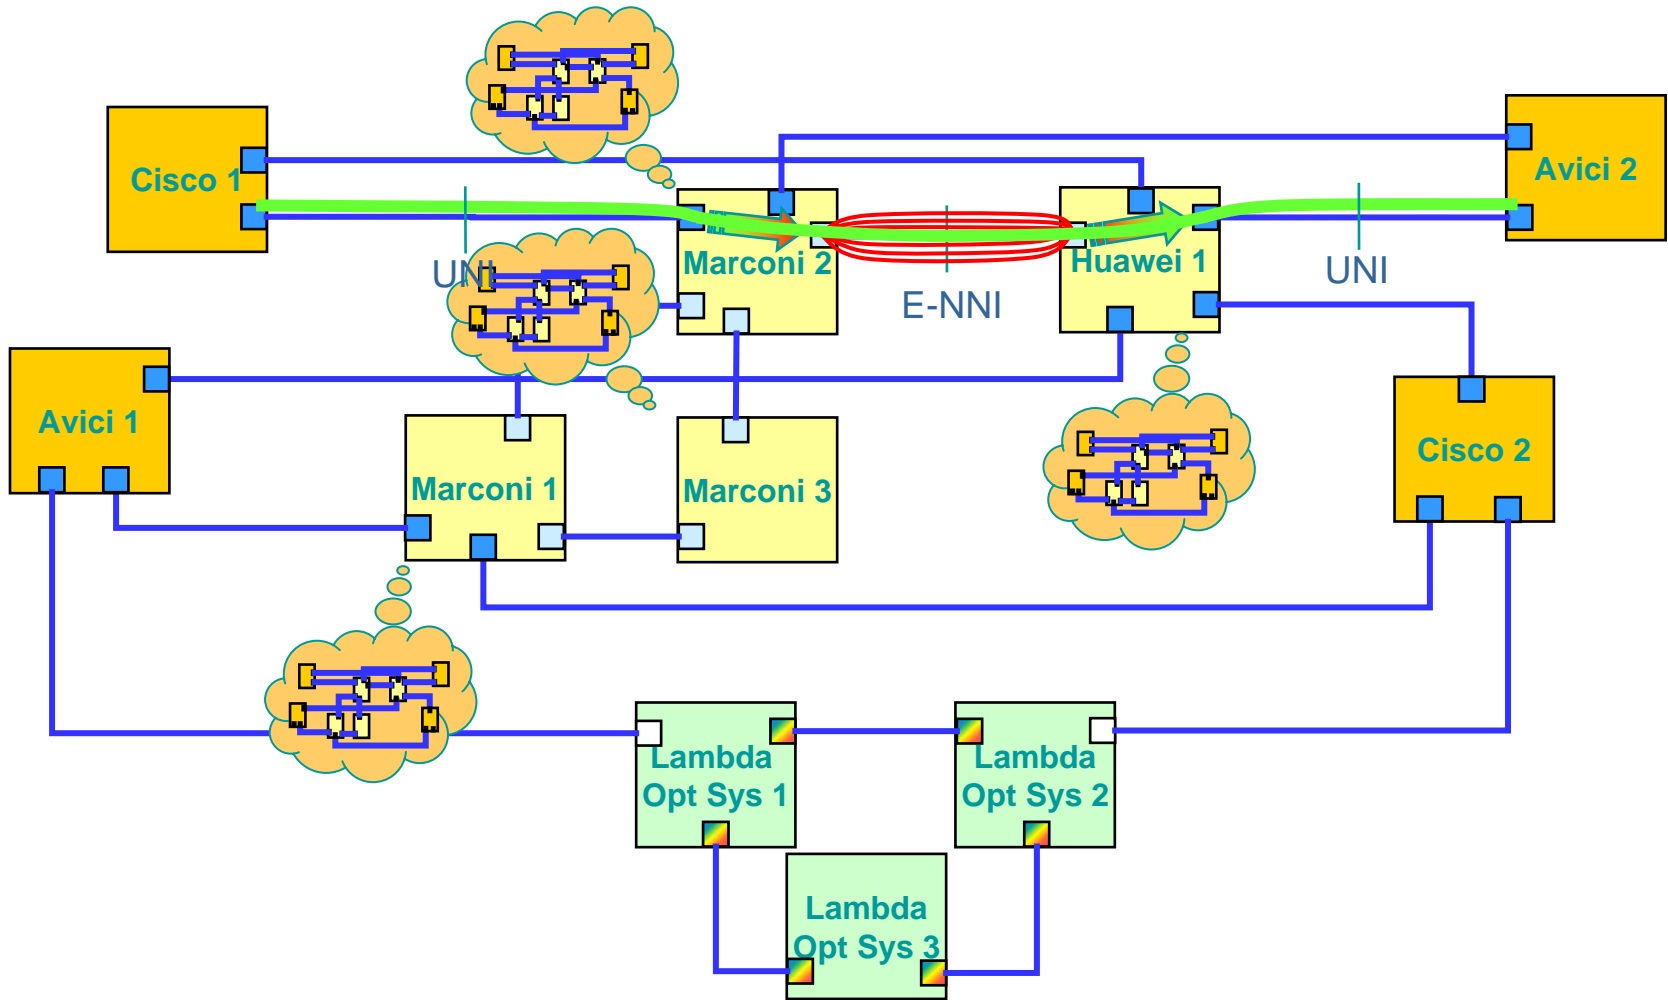 Cisco 1
Avici 2
Marconi 2
Huawei 1
UNI
E-NNI
UNI
Avici 1
Marconi 1
Marconi 3
Cisco 2
Lambda
Opt Sys 1
Lambda
Opt Sys 2
Lambda
Opt Sys 3